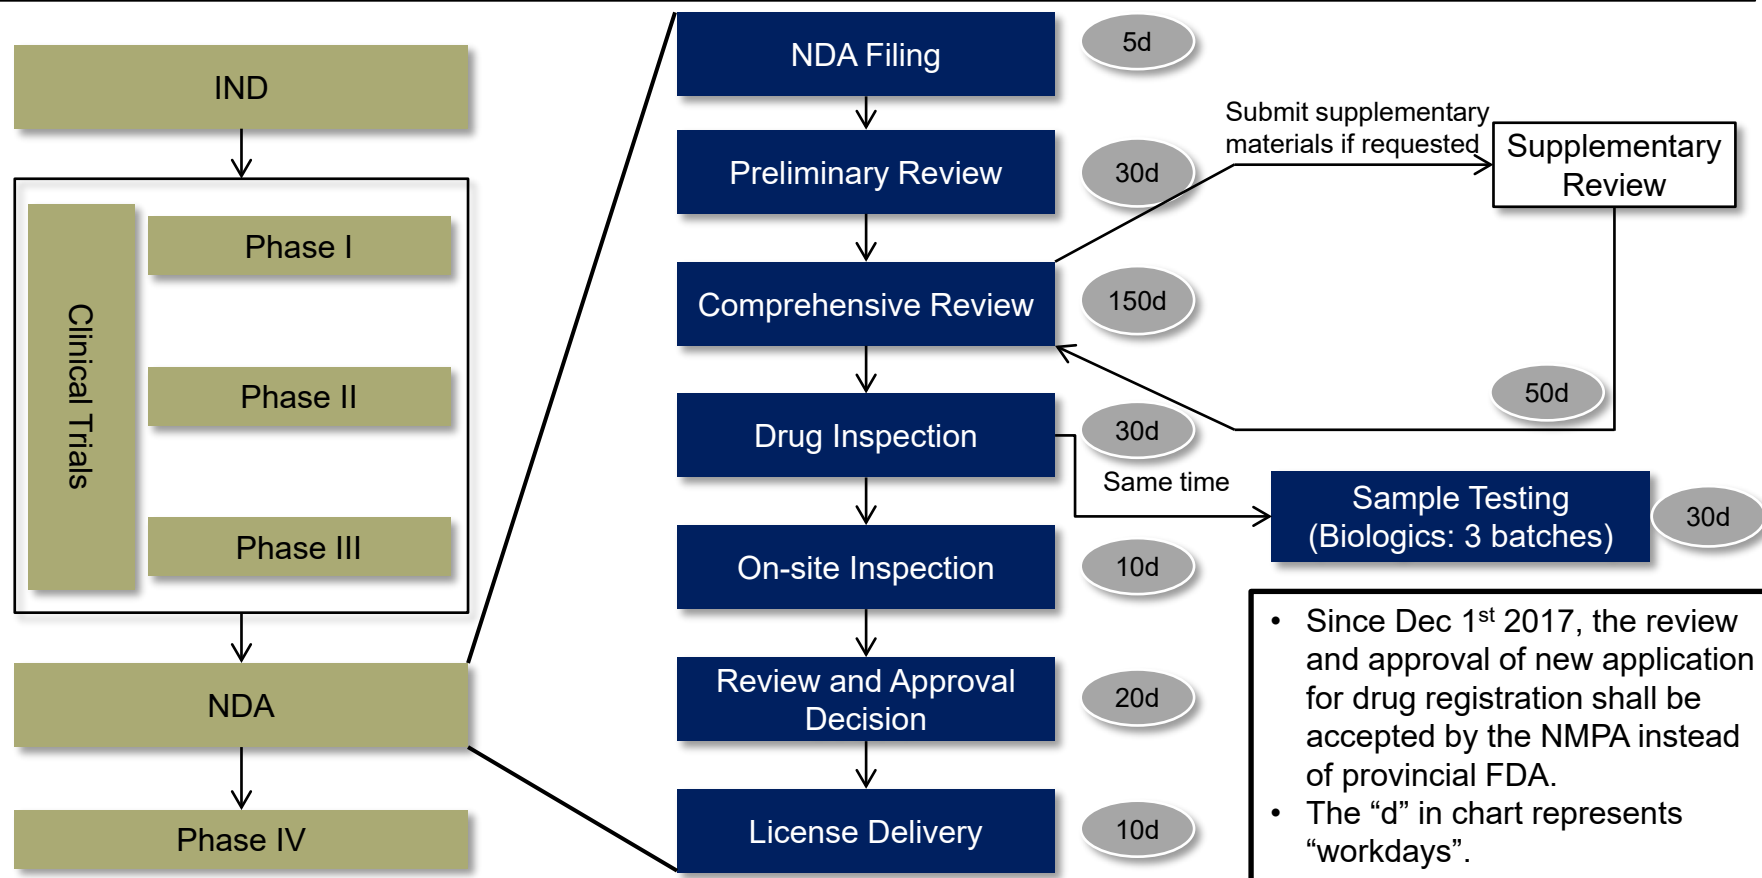 IND
Clinical Trials
Phase I
Phase II
Phase III
NDA
Phase IV
NDA Filing
5d
Preliminary Review
30d
Submit supplementary
materials if requested
Supplementary
Review
Comprehensive Review
150d
50d
Drug Inspection
30d
Same time
Sample Testing
(Biologics: 3 batches)
30d
On-site Inspection
10d
Review and Approval
Decision
20d
License Delivery
10d
• Since Dec 1st 2017, the review
and approval of new application
for drug registration shall be
accepted by the NMPA instead
of provincial FDA.
• The “d” in chart represents
“workdays”.